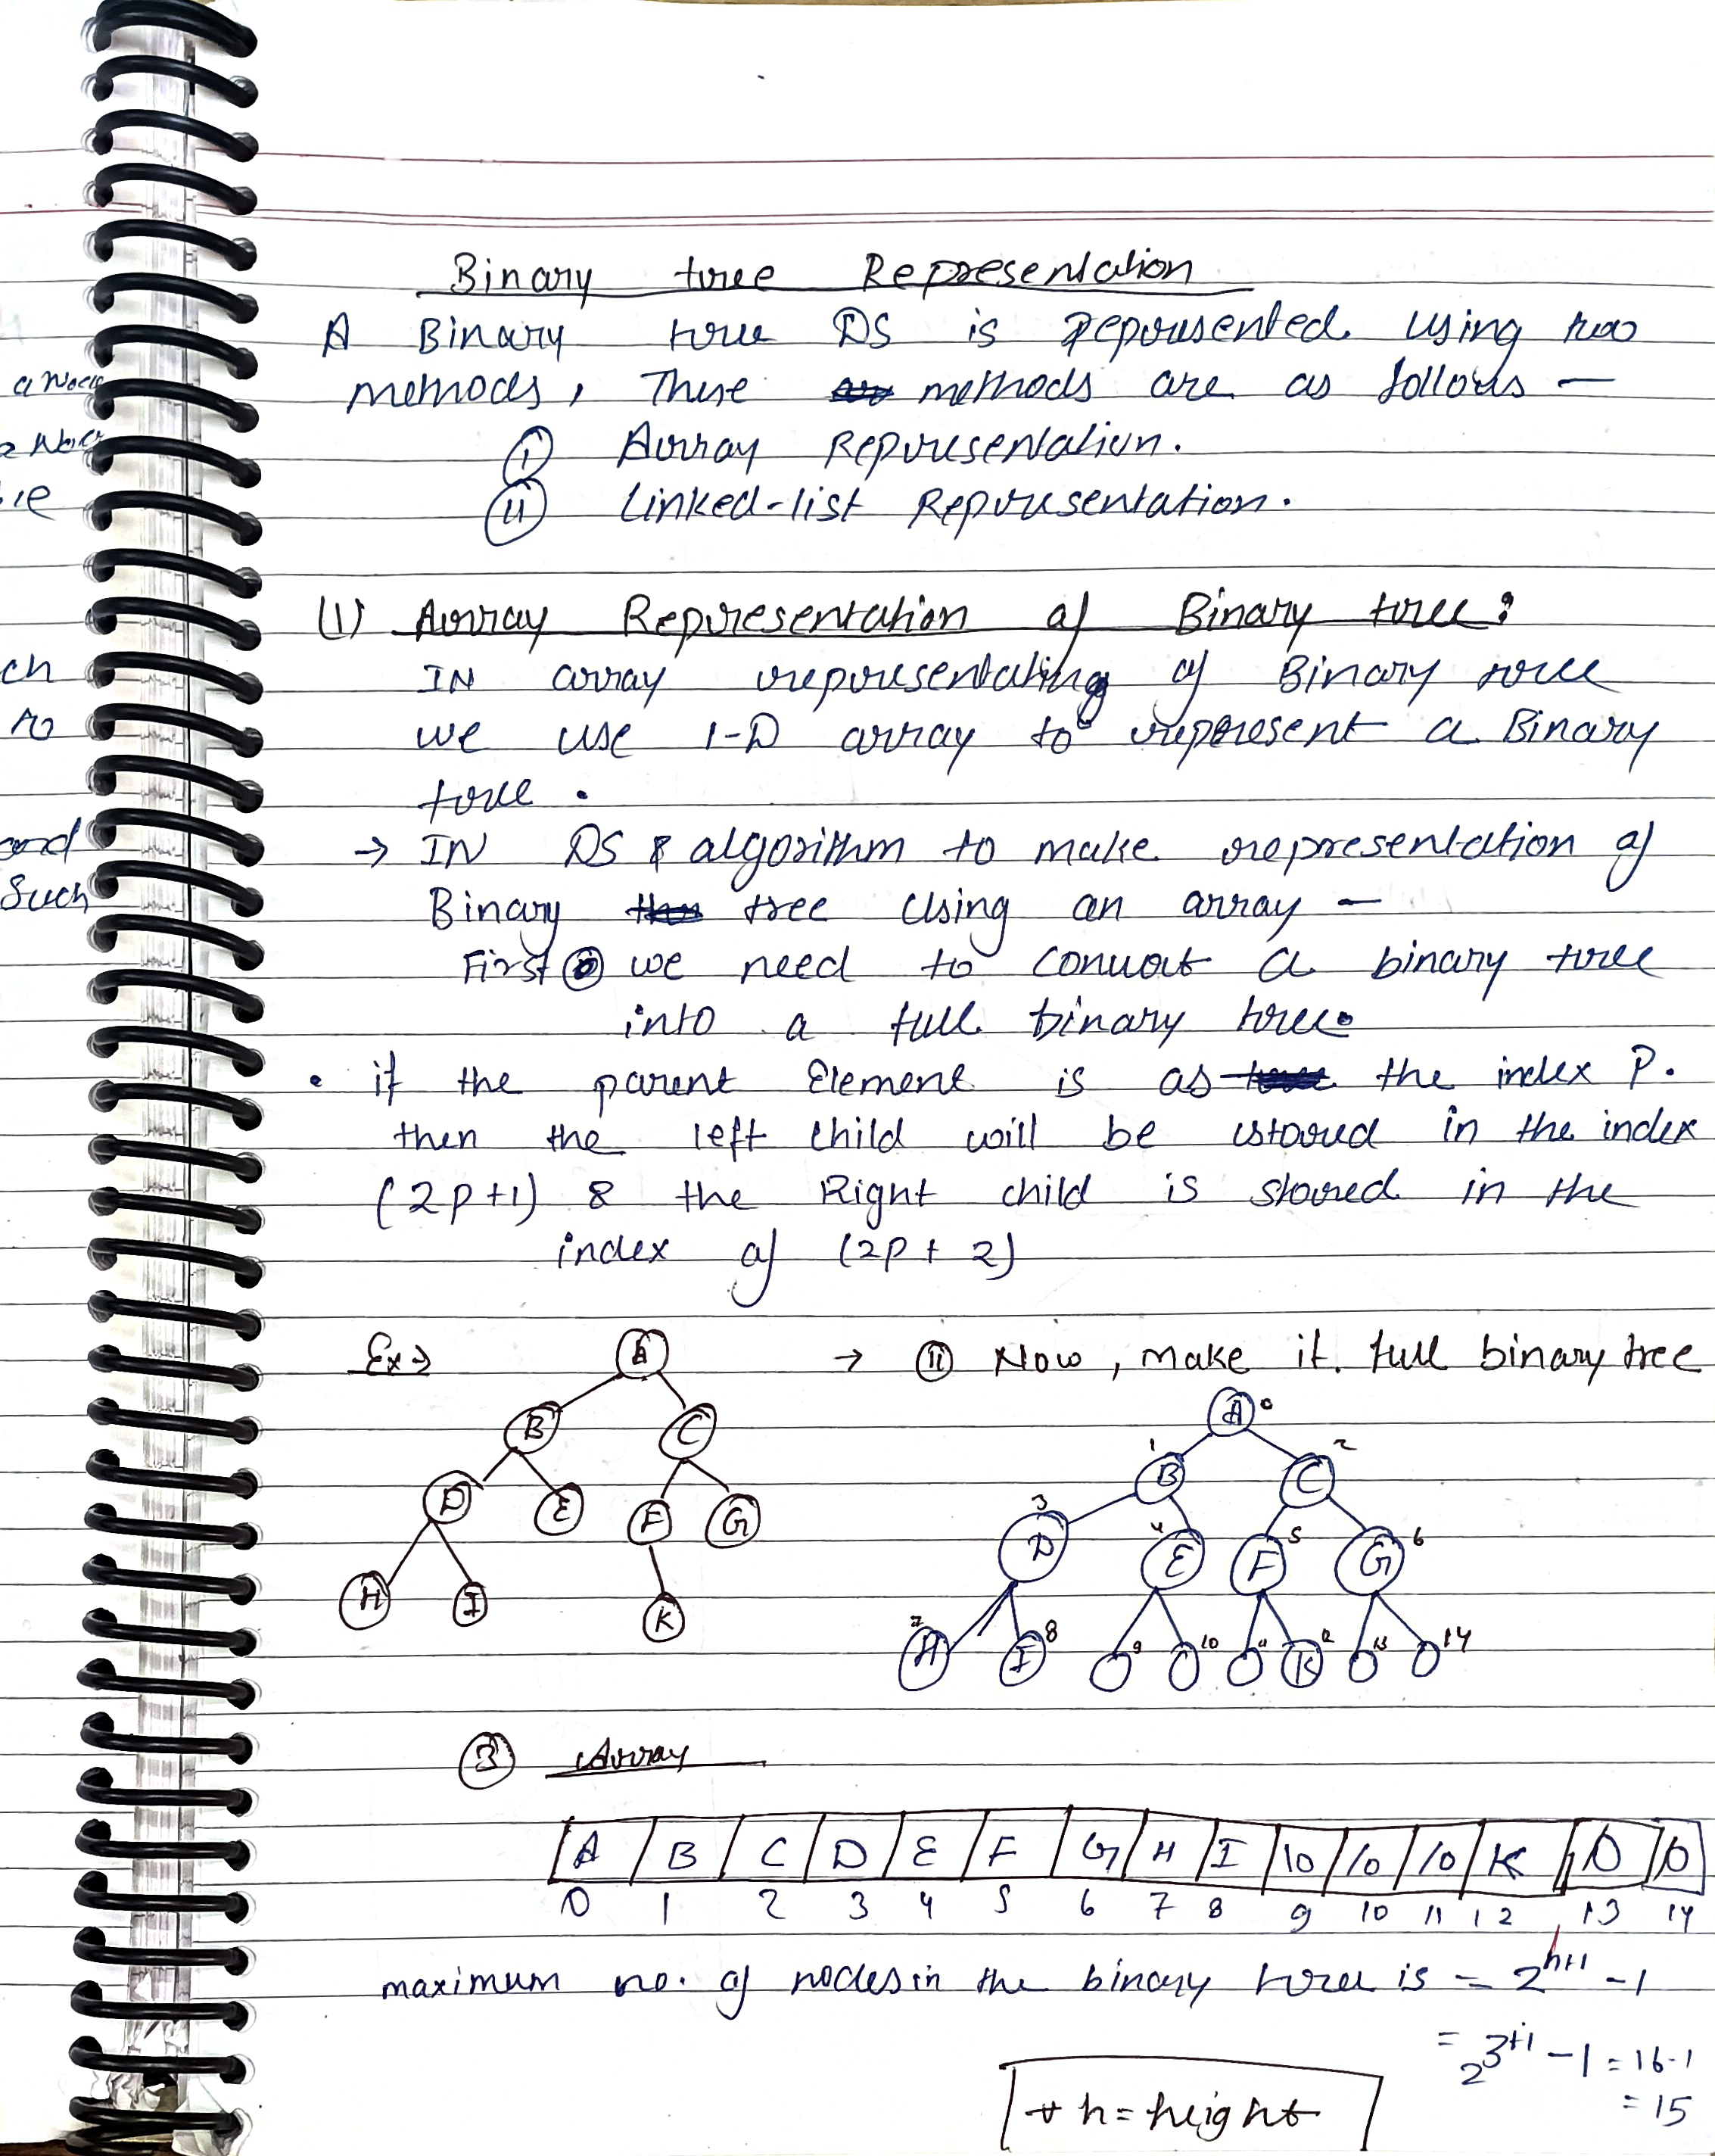 Binary tree Representation
A Binary tree DS is represented using two
methods, These methods are as follows –
(i) Array Representation.
(ii) Linked-list Representation.
(1) Array Representation of Binary tree:
IN array representating of Binary tree
we use 1-D array to represent a Binary
tree.
→ IN DS & algorithm to make representation of
Binary tree Using an array –
First we need to convert a binary tree
into a full binary tree.
• if the parent Element is as the index P.
then the left child will be stored in the index
(2p+1) & the Right child is stored in the
index of (2p+2)
Ex→
A
B C
D E F G
H I K
→ (ii) Now, make it full binary tree
A 0
1 B C 2
3 D 4 E F 5 G 6
7 H I 8 9 10 11 K 12 13 14
(3) Array
A B C D E F G H I \0 \0 \0 K \0 \0
0 1 2 3 4 5 6 7 8 9 10 11 12 13 14
maximum no. of nodes in the binary tree is = 2^h+1 - 1
= 2^3+1 - 1 = 16-1
= 15
* h = height
a Node
ch
to
and
Such